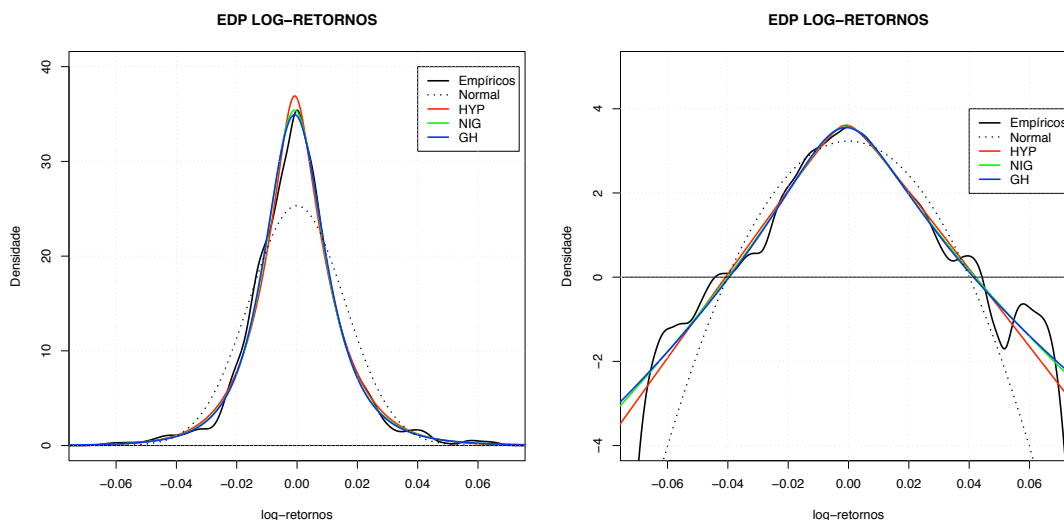 EDP LOG−RETORNOS
Densidade
40
30
20
10
0
−0.06 −0.04 −0.02 0.00 0.02 0.04 0.06
log−retornos
Empíricos
Normal
HYP
NIG
GH
EDP LOG−RETORNOS
Densidade
4
2
0
−2
−4
−0.06 −0.04 −0.02 0.00 0.02 0.04 0.06
log−retornos
Empíricos
Normal
HYP
NIG
GH